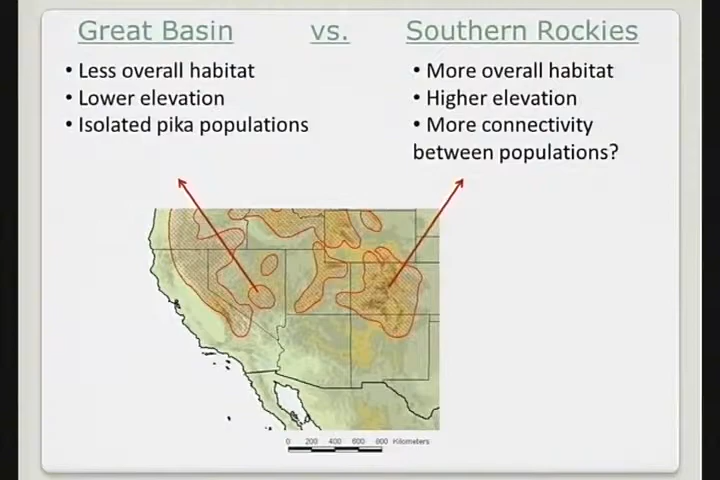 Great Basin vs. Southern Rockies
• Less overall habitat
• Lower elevation
• Isolated pika populations
• More overall habitat
• Higher elevation
• More connectivity
between populations?
0 200 400 600 800 Kilometers